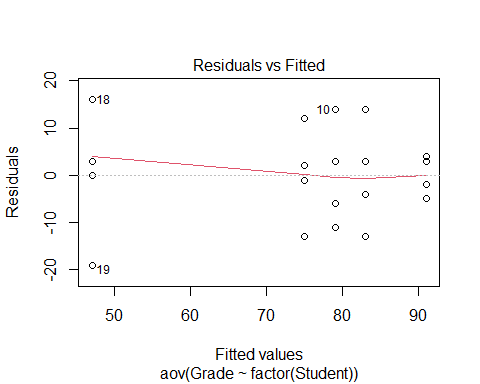 Residuals vs Fitted
20
10
0
-10
-20
Residuals
18
10
19
50 60 70 80 90
Fitted values
aov(Grade ~ factor(Student))